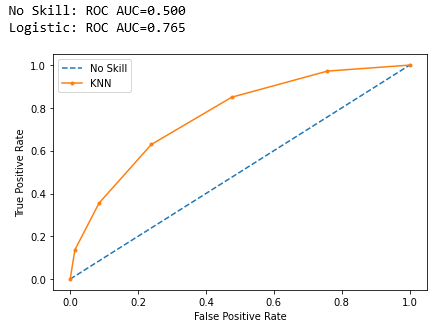 No Skill: ROC AUC=0.500
Logistic: ROC AUC=0.765
1.0
0.8
0.6
0.4
0.2
0.0
True Positive Rate
No Skill
KNN
0.0 0.2 0.4 0.6 0.8 1.0
False Positive Rate